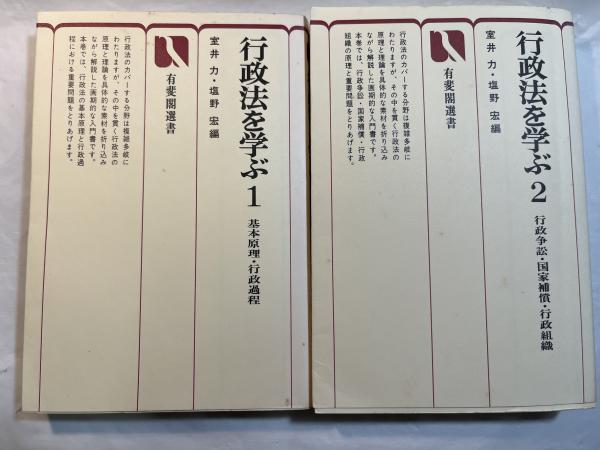 行政法を学ぶ 1 基本原理・行政過程
室井 力・塩野 宏編
有斐閣選書
行政法のカバーする分野は複雑多岐に
わたりますが、その中を貫く行政法の
原理と理論を具体的な素材を折り込み
ながら解説した画期的な入門書です。
本巻では、行政法の基本原理と行政過
程における重要問題をとりあげます。
行政法を学ぶ 2 行政争訟・国家補償・行政組織
室井 力・塩野 宏編
有斐閣選書
行政法のカバーする分野は複雑多岐に
わたりますが、その中を貫く行政法の
原理と理論を具体的な素材を折り込み
ながら解説した画期的な入門書です。
本巻では、行政争訟・国家補償・行政
組織の原理と重要問題をとりあげます。